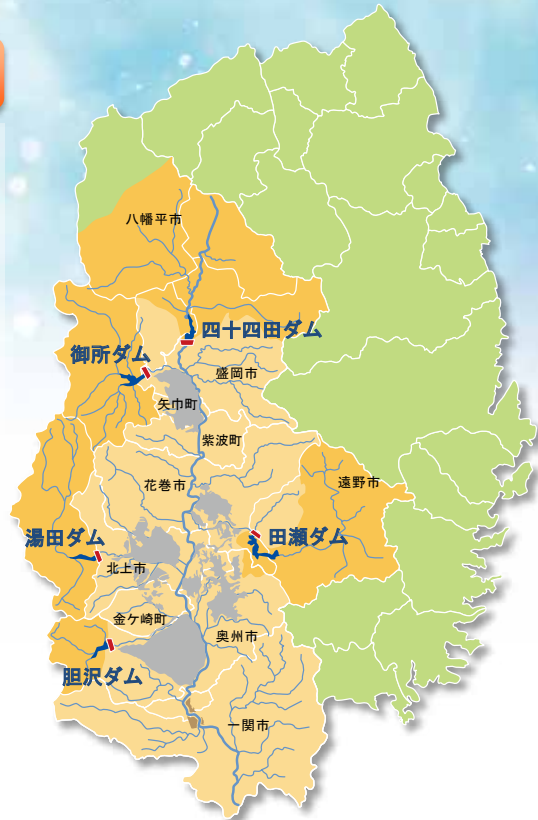 八幡平市
四十四田ダム
御所ダム
盛岡市
矢巾町
紫波町
花巻市
遠野市
湯田ダム
田瀬ダム
北上市
金ケ崎町
奥州市
胆沢ダム
一関市